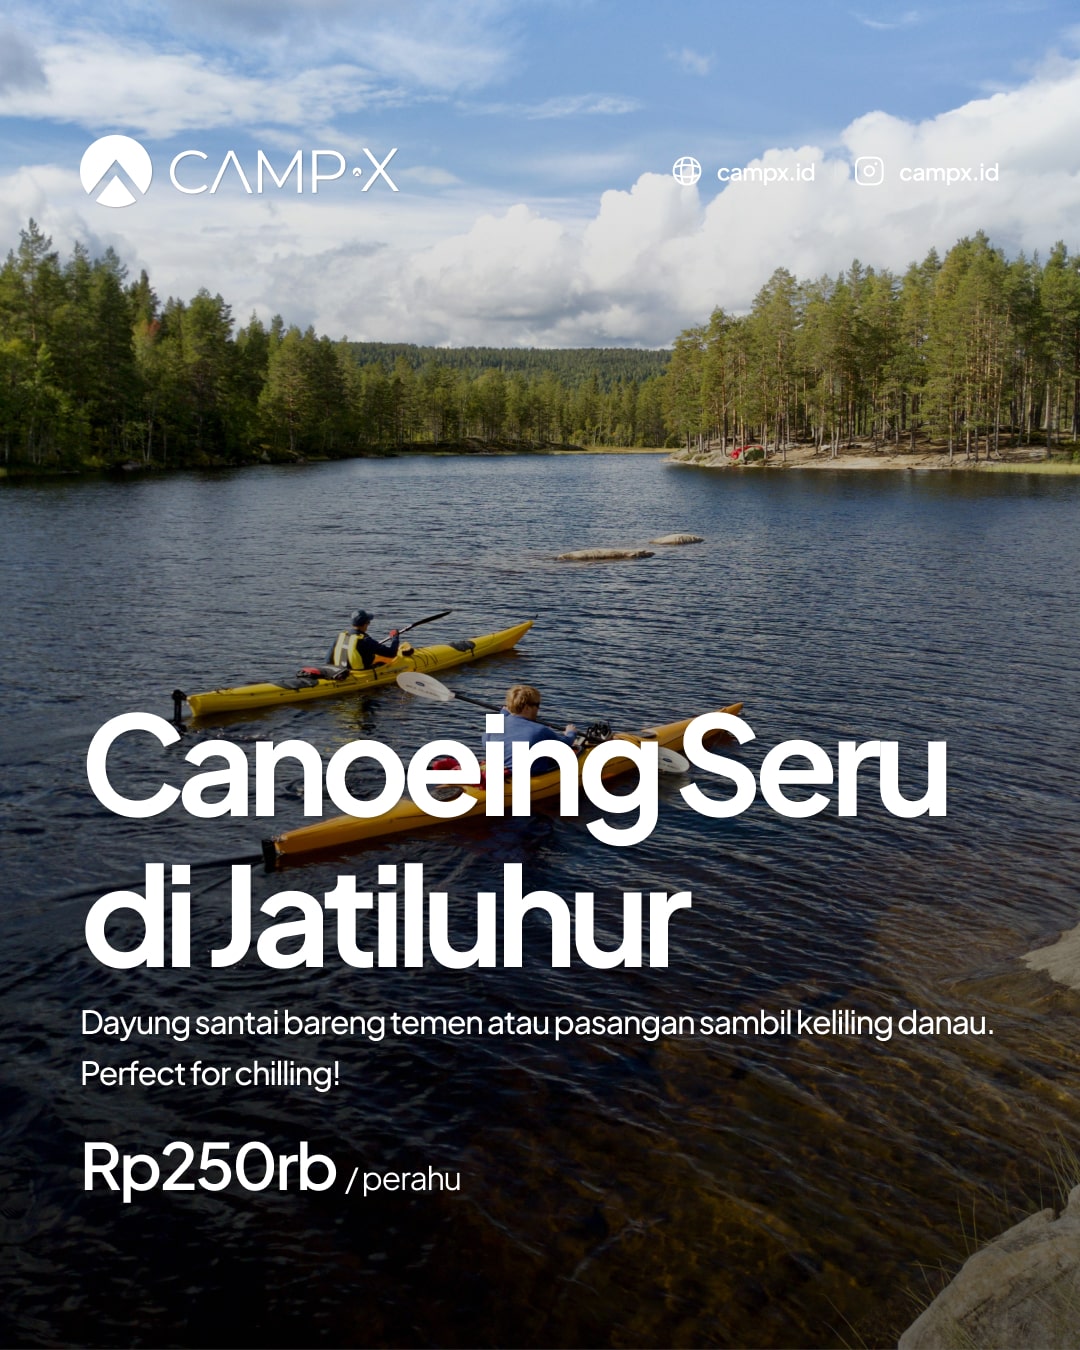 CAMP·X
campx.id
campx.id
Canoeing Seru
di Jatiluhur
Dayung santai bareng temen atau pasangan sambil keliling danau.
Perfect for chilling!
Rp250rb / perahu